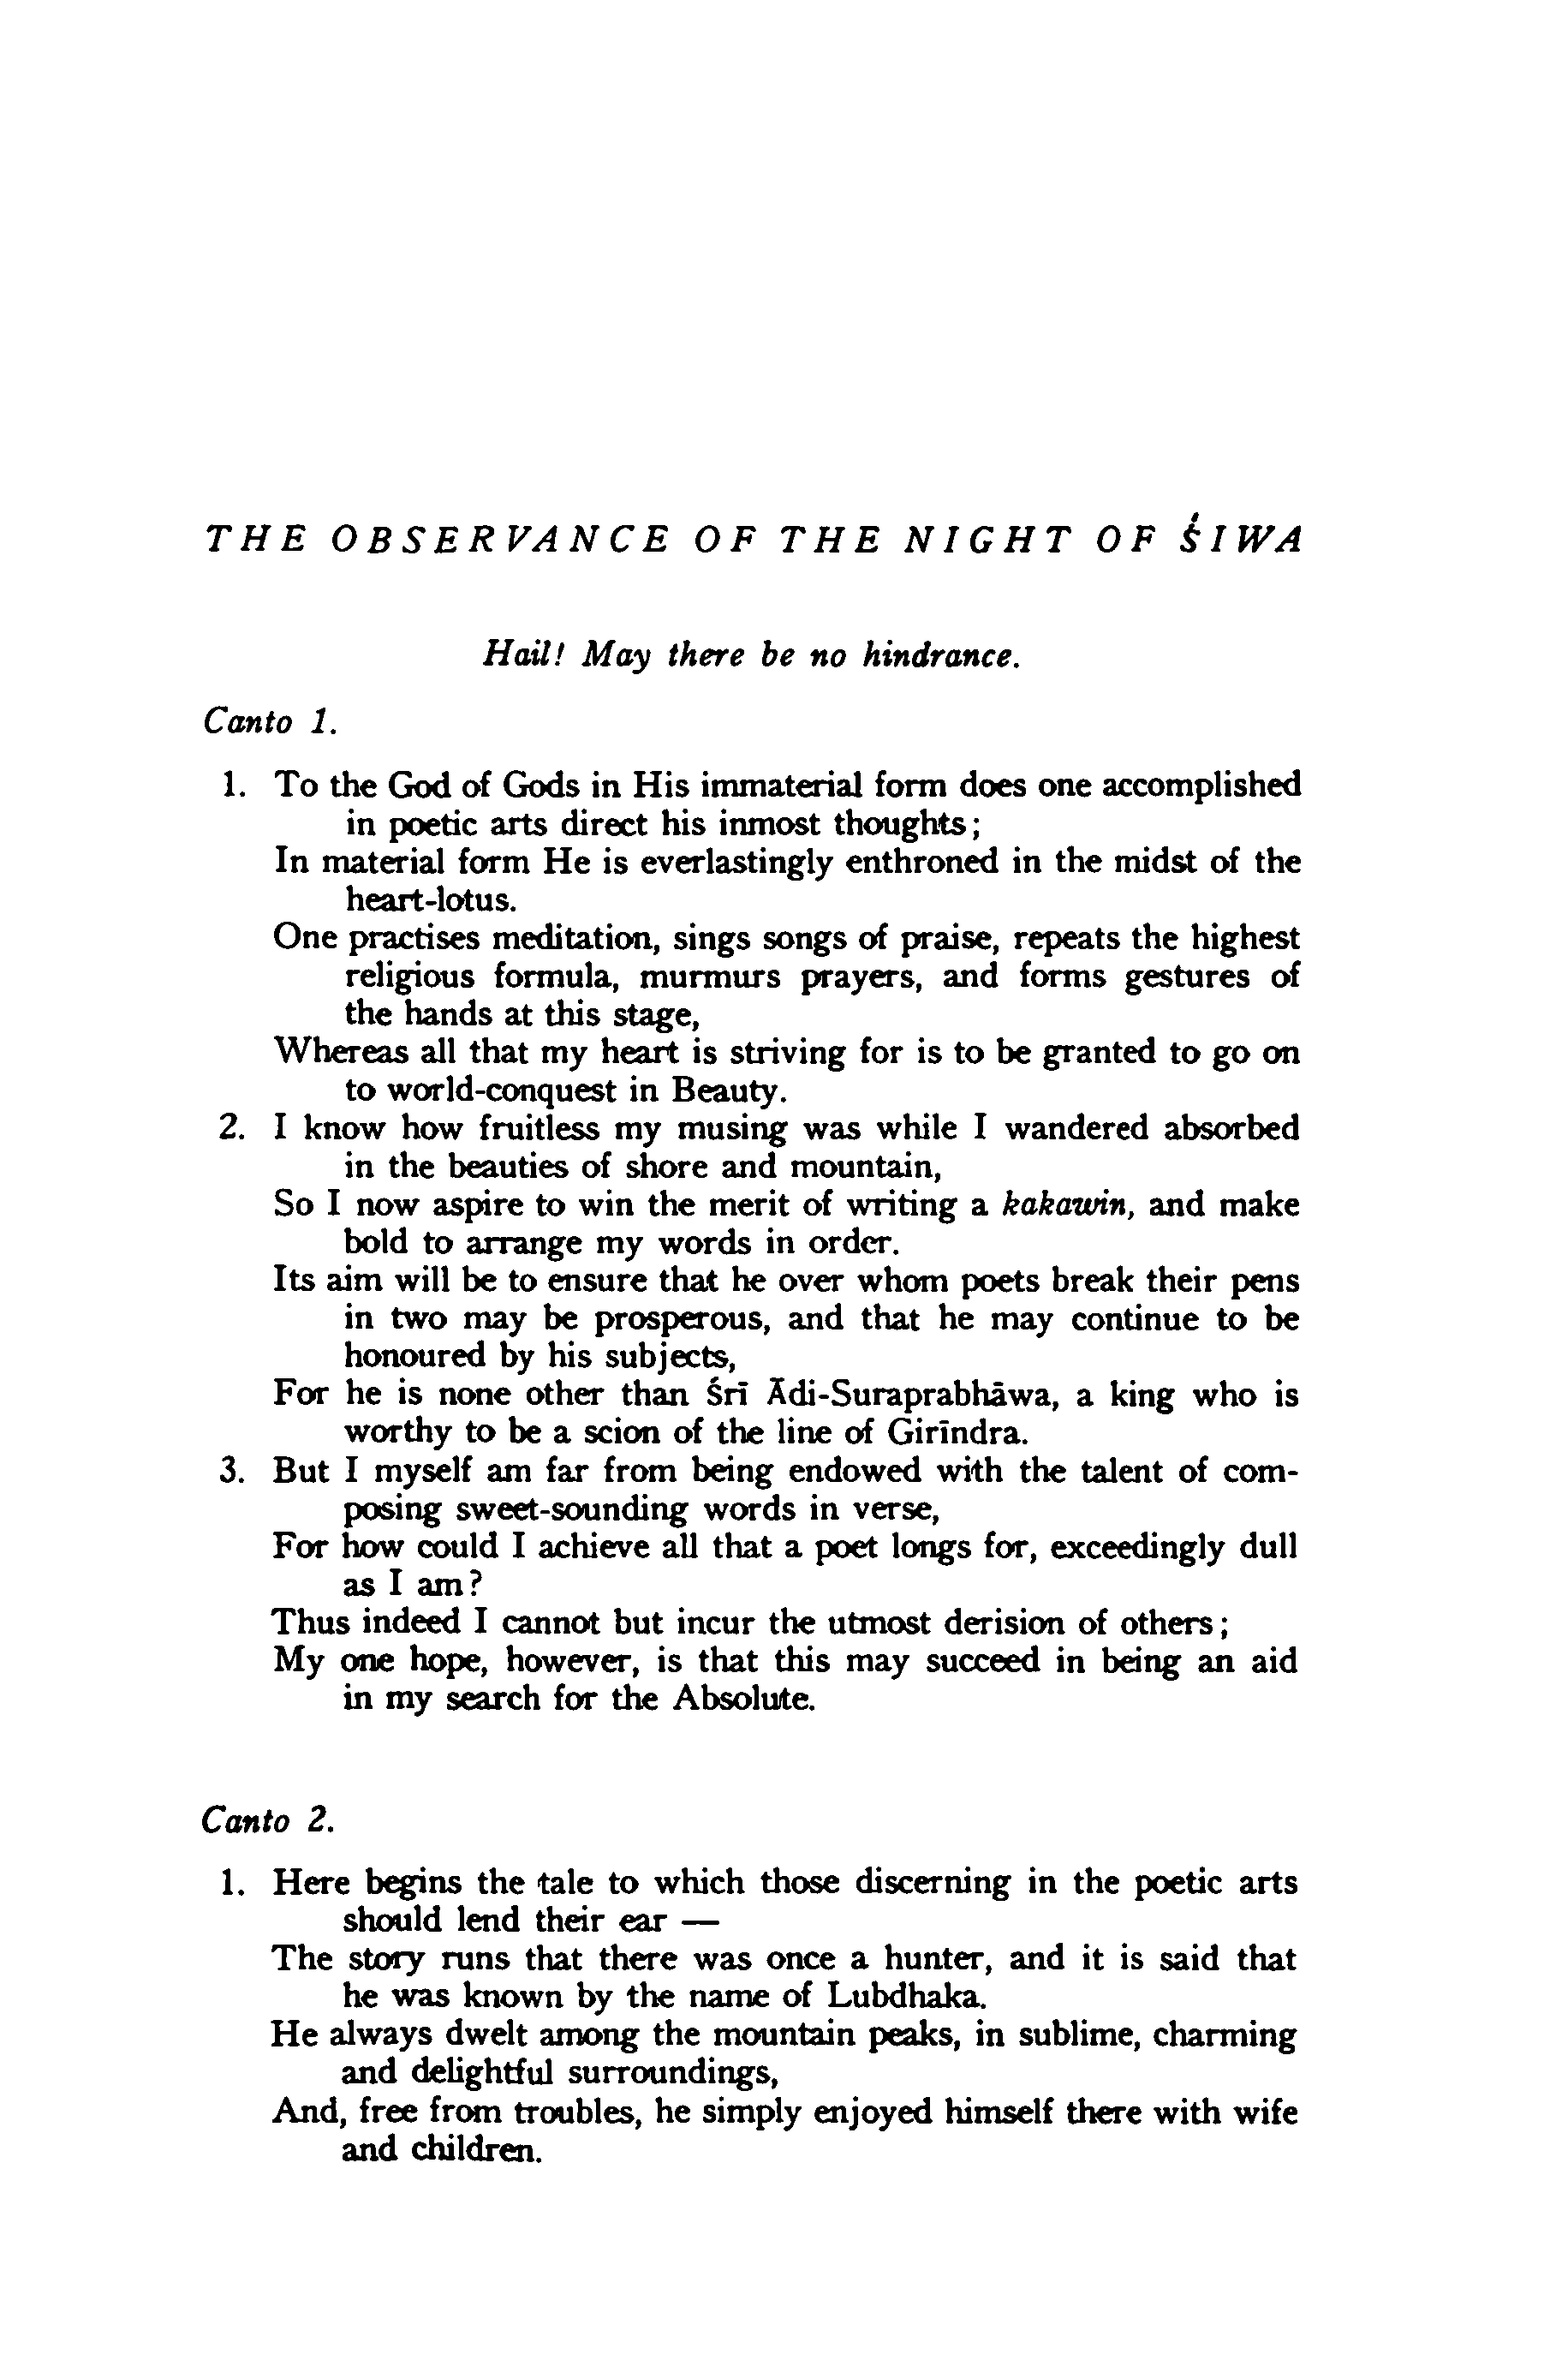 THE OBSERVANCE OF THE NIGHT OF ŚIWA
Hail! May there be no hindrance.
Canto 1.
1. To the God of Gods in His immaterial form does one accomplished
in poetic arts direct his inmost thoughts;
In material form He is everlastingly enthroned in the midst of the
heart-lotus.
One practises meditation, sings songs of praise, repeats the highest
religious formula, murmurs prayers, and forms gestures of
the hands at this stage,
Whereas all that my heart is striving for is to be granted to go on
to world-conquest in Beauty.
2. I know how fruitless my musing was while I wandered absorbed
in the beauties of shore and mountain,
So I now aspire to win the merit of writing a kakawin, and make
bold to arrange my words in order.
Its aim will be to ensure that he over whom poets break their pens
in two may be prosperous, and that he may continue to be
honoured by his subjects,
For he is none other than Śrī Ādi-Suraprabhāwa, a king who is
worthy to be a scion of the line of Girīndra.
3. But I myself am far from being endowed with the talent of com-
posing sweet-sounding words in verse,
For how could I achieve all that a poet longs for, exceedingly dull
as I am?
Thus indeed I cannot but incur the utmost derision of others;
My one hope, however, is that this may succeed in being an aid
in my search for the Absolute.
Canto 2.
1. Here begins the tale to which those discerning in the poetic arts
should lend their ear —
The story runs that there was once a hunter, and it is said that
he was known by the name of Lubdhaka.
He always dwelt among the mountain peaks, in sublime, charming
and delightful surroundings,
And, free from troubles, he simply enjoyed himself there with wife
and children.